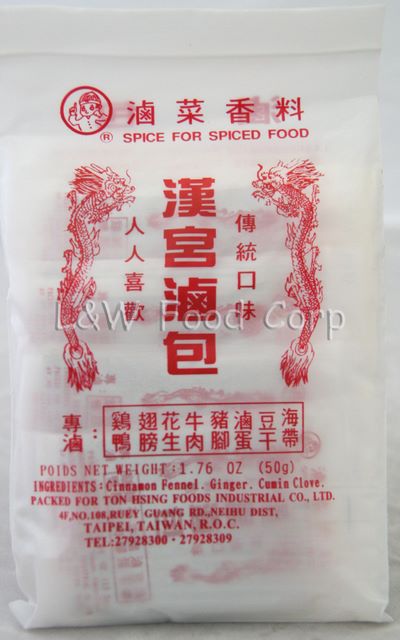 滷菜香料
® SPICE FOR SPICED FOOD
傳統口味
漢宮滷包
人人喜歡
L&W Food Corp
專滷：
鷄翅花牛豬滷豆海
鴨膀生肉腳蛋干帶
POIDS NET WEIGHT:1.76 OZ (50g)
INGREDIENTS: Cinnamon Fennel. Ginger. Cumin Clove.
PACKED FOR TON HSING FOODS INDUSTRIAL CO., LTD.
4F,NO.108,RUEY GUANG RD.,NEIHU DIST,
TAIPEI, TAIWAN, R.O.C.
TEL:27928300・27928309